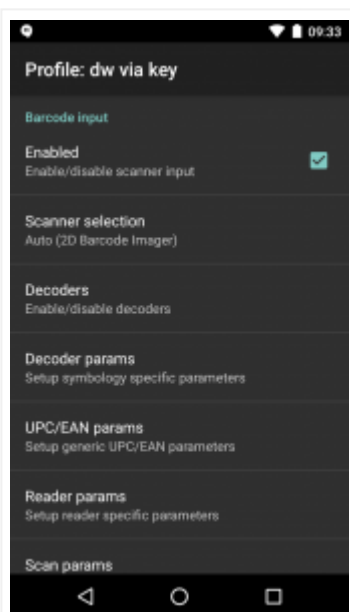 09:33
Profile: dw via key
Barcode input
Enabled
Enable/disable scanner input
Scanner selection
Auto (2D Barcode Imager)
Decoders
Enable/disable decoders
Decoder params
Setup symbology specific parameters
UPC/EAN params
Setup generic UPC/EAN parameters
Reader params
Setup reader specific parameters
Scan params